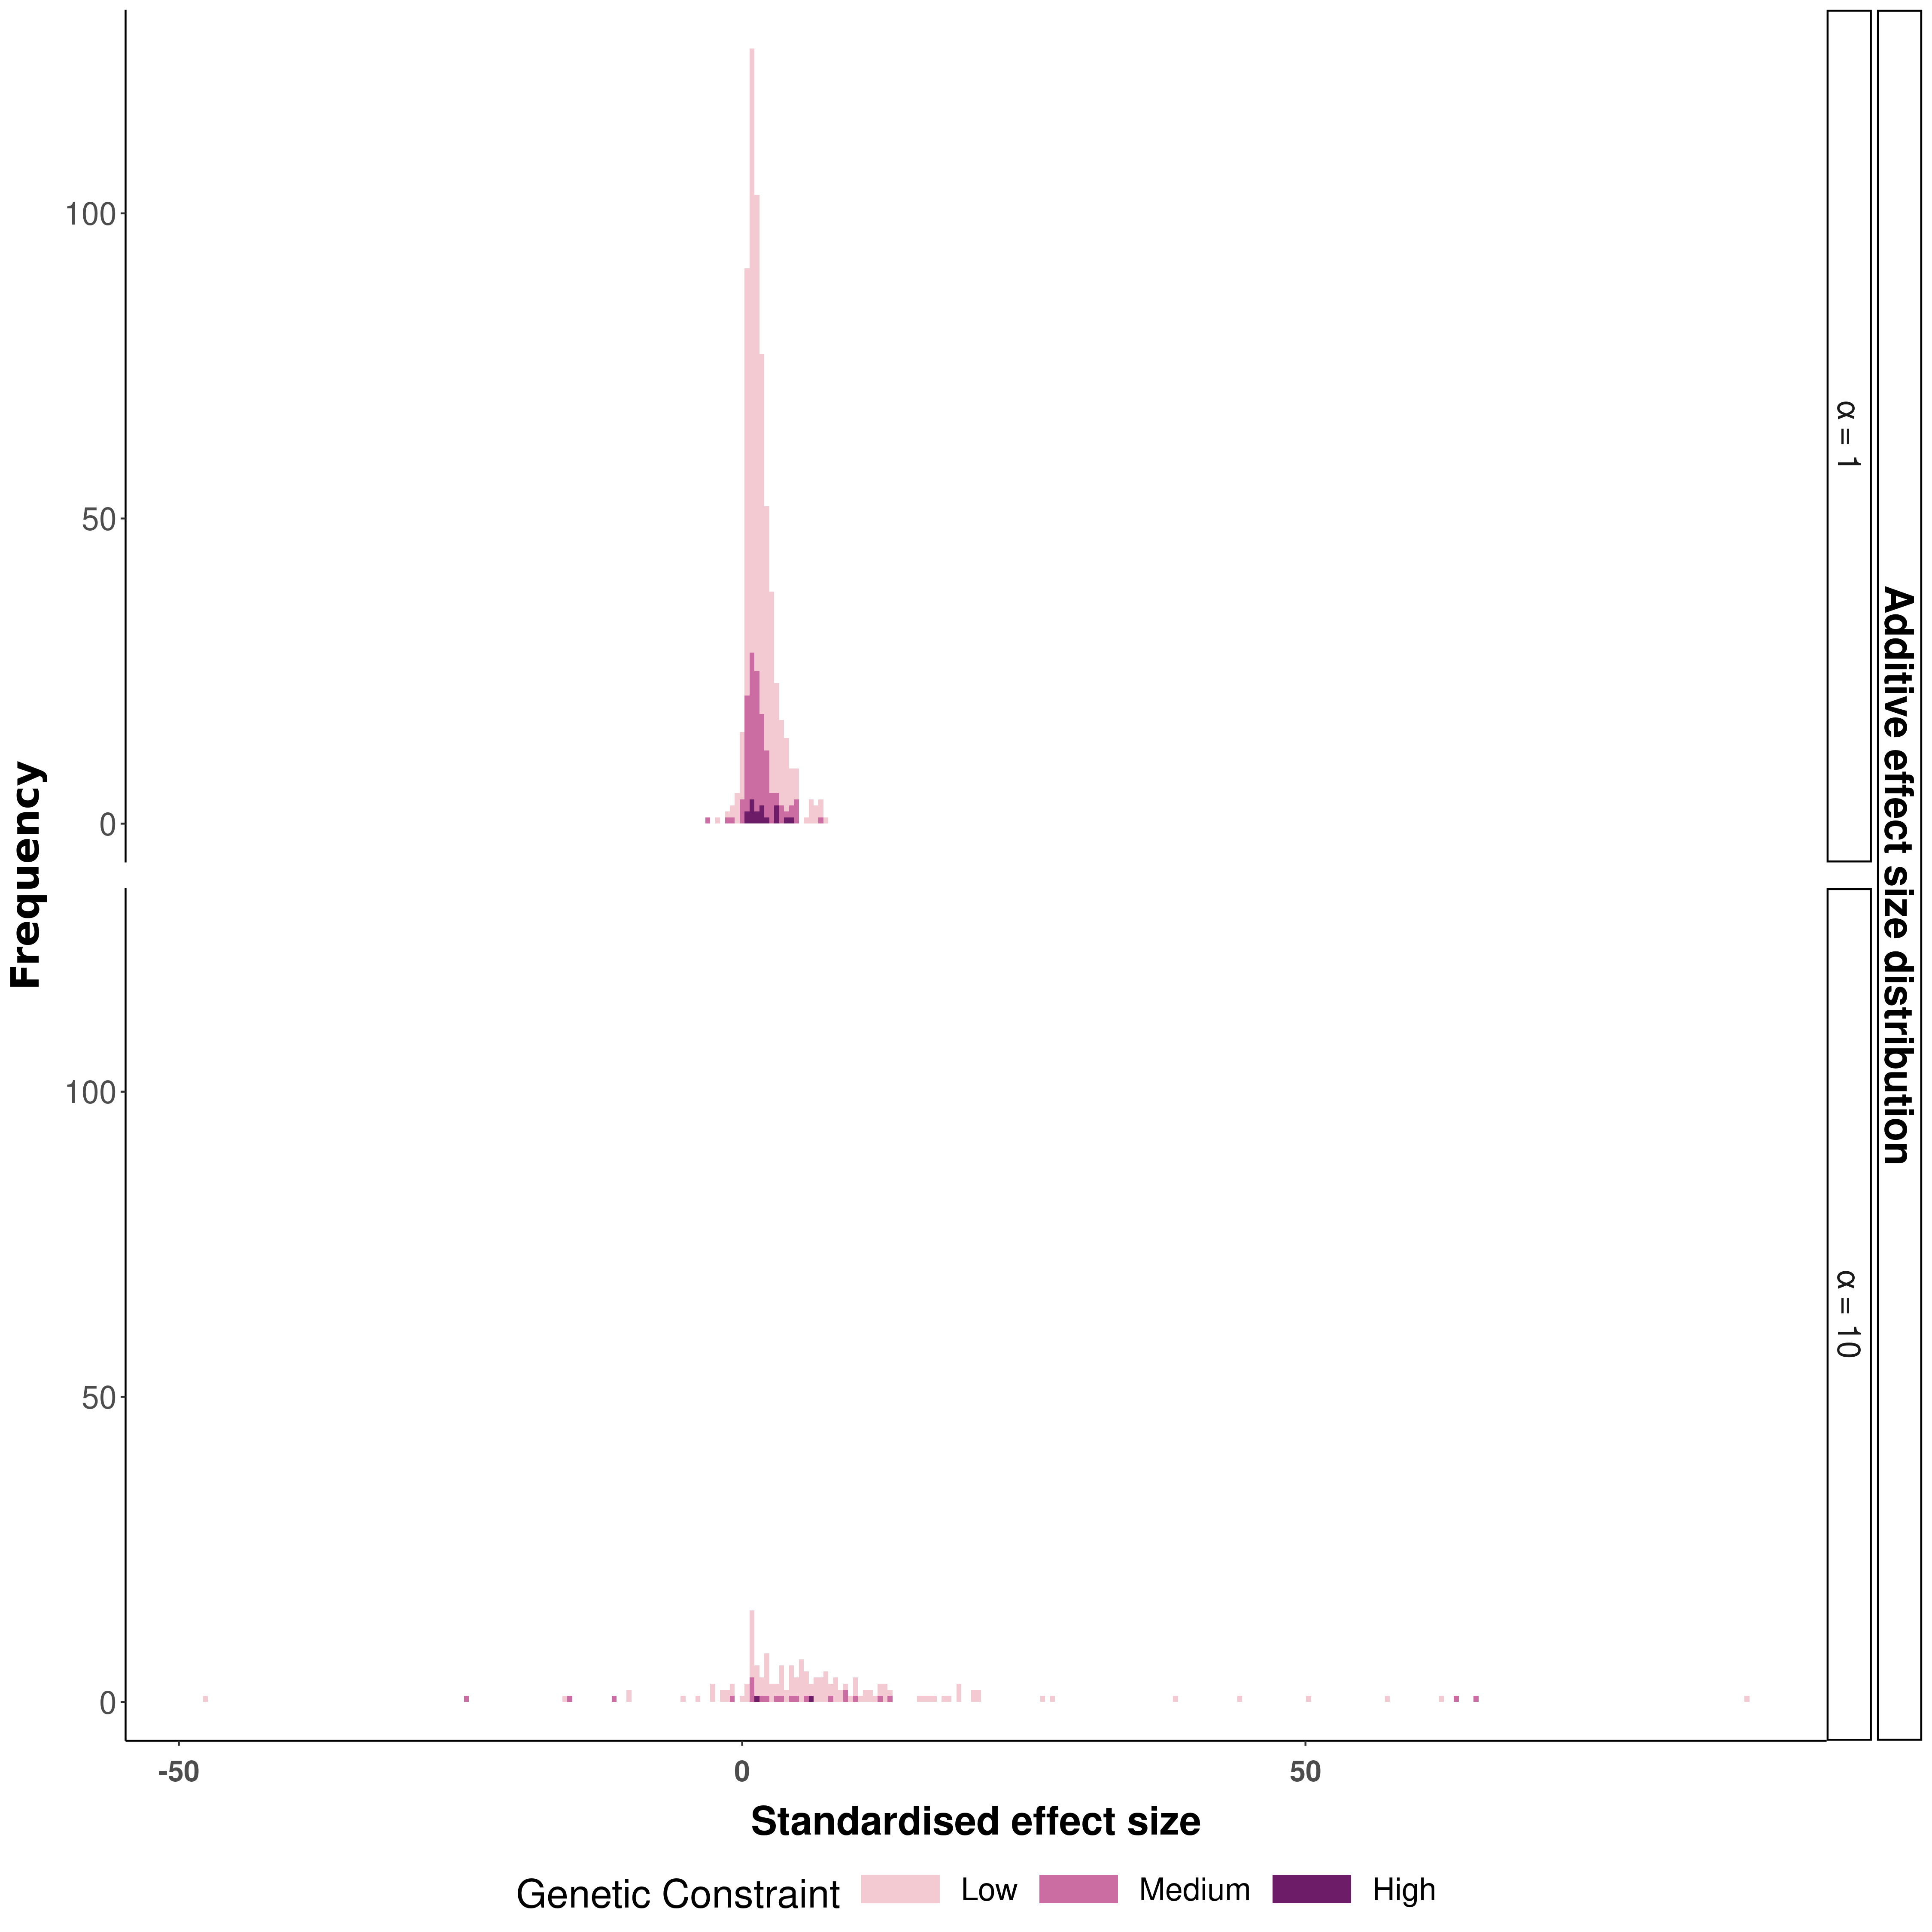 Frequency
100
50
0
α = 1
100
50
0
α = 10
Additive effect size distribution
-50
0
50
Standardised effect size
Genetic Constraint
Low
Medium
High